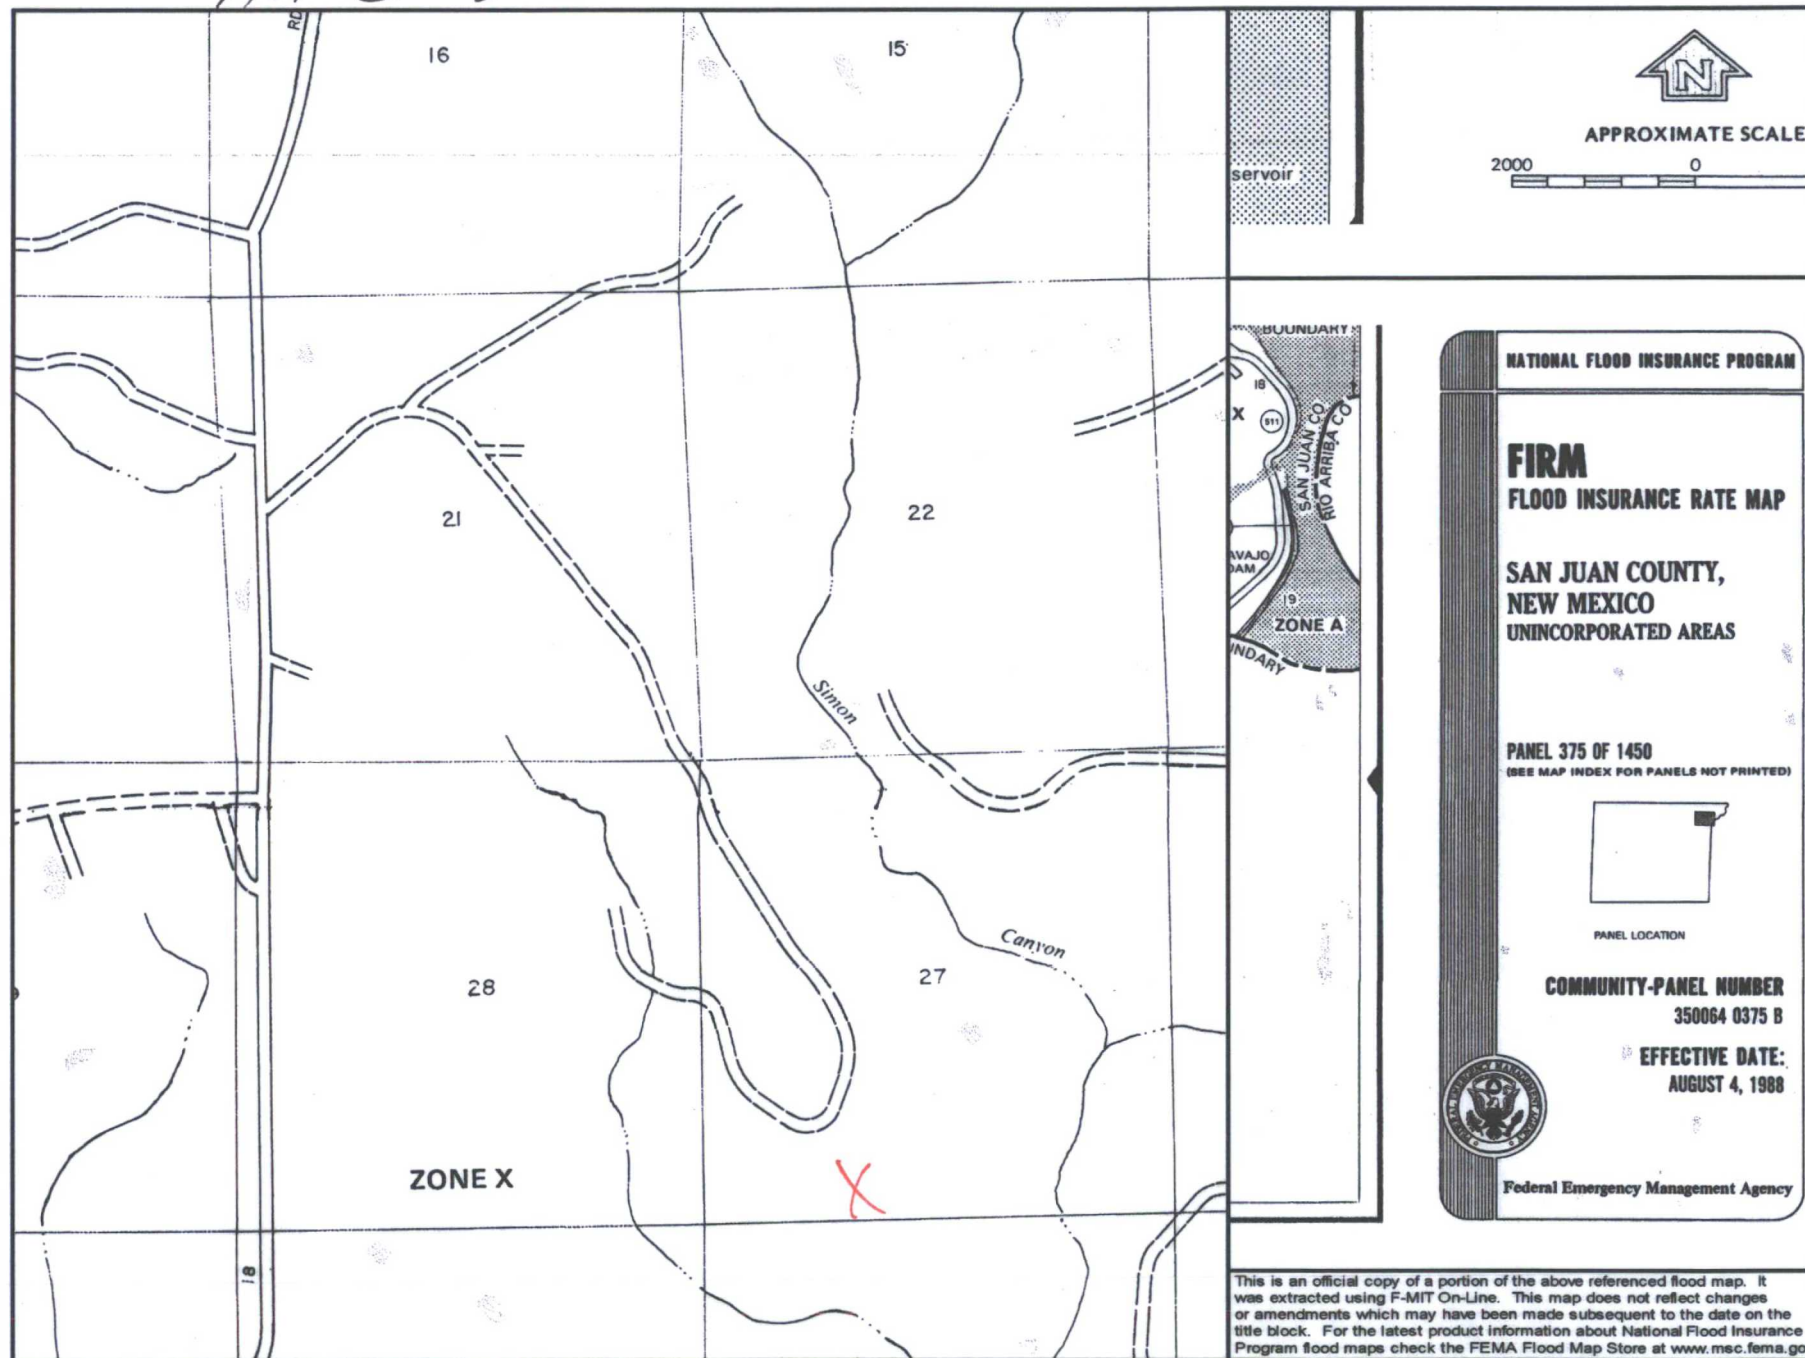 RD
16
15
21
22
Simon
Canyon
28
27
ZONE X
X
18
servoir
N
APPROXIMATE SCALE
2000 0
BOUNDARY
18
X
511
SAN JUAN CO
RIO ARRIBA CO
AVAJO
DAM
19
ZONE A
NDARY
NATIONAL FLOOD INSURANCE PROGRAM
FIRM
FLOOD INSURANCE RATE MAP
SAN JUAN COUNTY,
NEW MEXICO
UNINCORPORATED AREAS
PANEL 375 OF 1450
(SEE MAP INDEX FOR PANELS NOT PRINTED)
PANEL LOCATION
COMMUNITY-PANEL NUMBER
350064 0375 B
EFFECTIVE DATE:
AUGUST 4, 1988
Federal Emergency Management Agency
This is an official copy of a portion of the above referenced flood map. It
was extracted using F-MIT On-Line. This map does not reflect changes
or amendments which may have been made subsequent to the date on the
title block. For the latest product information about National Flood Insurance
Program flood maps check the FEMA Flood Map Store at www.msc.fema.go